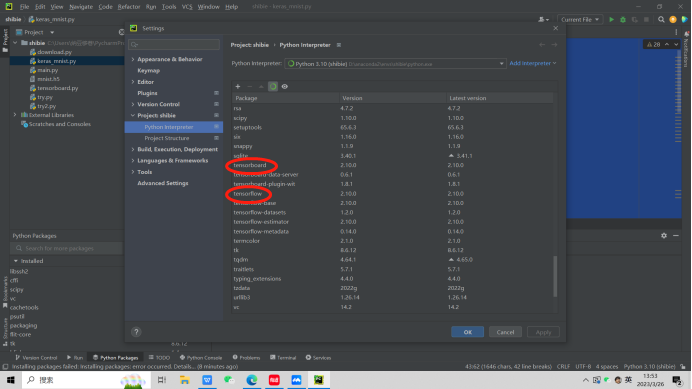 File Edit View Navigate Code Refactor Run Tools VCS Window Help
shibie - keras_mnist.py
shibie keras_mnist.py
Current File
Project
shibie
download.py
keras_mnist.py
main.py
mnist.h5
tensorboard.py
try.py
try2.py
External Libraries
Scratches and Consoles
28
Python Packages
Search for more packages
Installed
libssh2
cffi
scipy
vc
cachetools
psutil
packaging
flit-core
tk
8.6.12
Settings
Appearance & Behavior
Keymap
Editor
Plugins
Version Control
Project: shibie
Python Interpreter
Project Structure
Build, Execution, Deployment
Languages & Frameworks
Tools
Advanced Settings
Project: shibie › Python Interpreter
Python Interpreter: Python 3.10 (shibie)
Add Interpreter
Package Version Latest version
rsa 4.7.2 4.7.2
scipy 1.10.0 1.10.0
setuptools 65.6.3 65.6.3
six 1.16.0 1.16.0
snappy 1.1.9 1.1.9
sqlite 3.40.1 3.41.1
tensorboard 2.10.0 2.10.0
tensorboard-data-server 0.6.1 0.6.1
tensorboard-plugin-wit 1.8.1 1.8.1
tensorflow 2.10.0 2.10.0
tensorflow-base 2.10.0 2.10.0
tensorflow-datasets 1.2.0 1.2.0
tensorflow-estimator 2.10.0 2.10.0
tensorflow-metadata 0.14.0 0.14.0
termcolor 2.1.0 2.1.0
tk 8.6.12 8.6.12
tqdm 4.64.1 4.65.0
traitlets 5.7.1 5.7.1
typing_extensions 4.4.0 4.4.0
tzdata 2022g 2022g
urllib3 1.26.14 1.26.14
vc 14.2 14.2
OK Cancel Apply
Version Control Run Python Packages TODO Python Console Problems Terminal Services
Installing packages failed: Installing packages: error occurred. Details... (8 minutes ago)
43:62 (1646 chars, 42 line breaks) CRLF UTF-8 4 spaces Python 3.10 (shibie)
搜索
英
13:53
2023/3/26